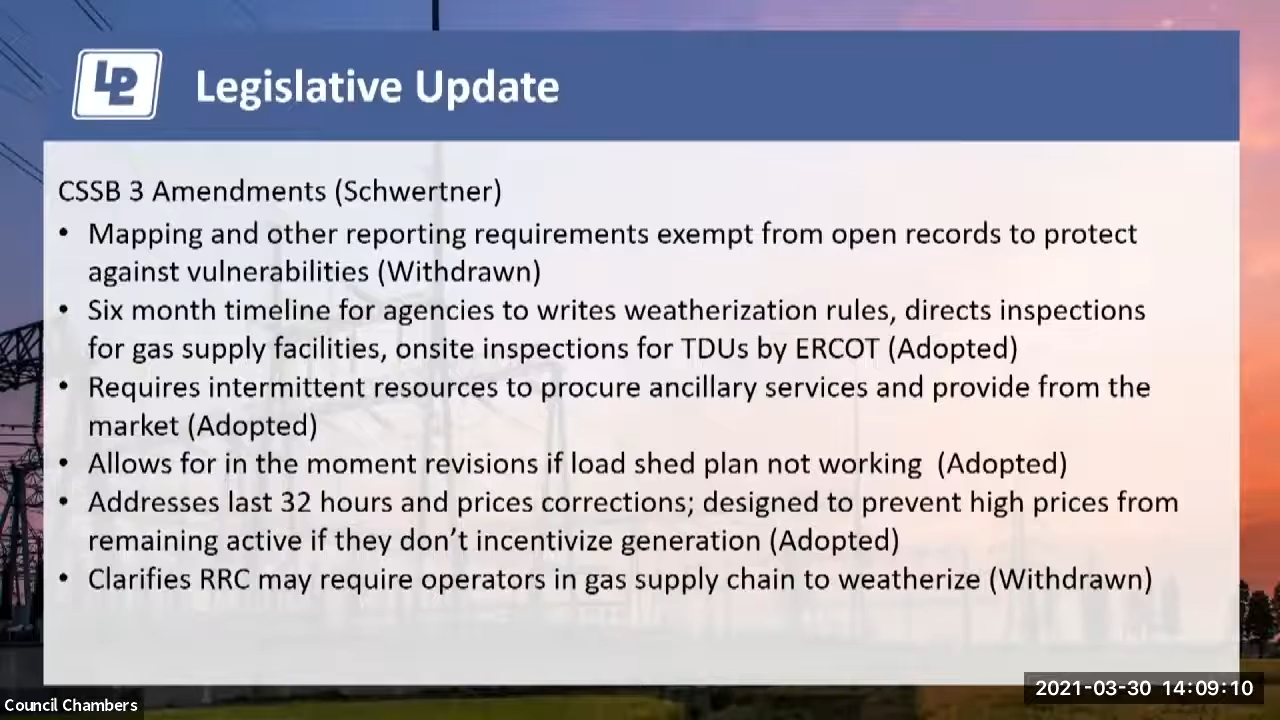 LPL
Legislative Update
CSSB 3 Amendments (Schwertner)
• Mapping and other reporting requirements exempt from open records to protect
against vulnerabilities (Withdrawn)
• Six month timeline for agencies to writes weatherization rules, directs inspections
for gas supply facilities, onsite inspections for TDUs by ERCOT (Adopted)
• Requires intermittent resources to procure ancillary services and provide from the
market (Adopted)
• Allows for in the moment revisions if load shed plan not working (Adopted)
• Addresses last 32 hours and prices corrections; designed to prevent high prices from
remaining active if they don’t incentivize generation (Adopted)
• Clarifies RRC may require operators in gas supply chain to weatherize (Withdrawn)
2021-03-30 14:09:10
Council Chambers